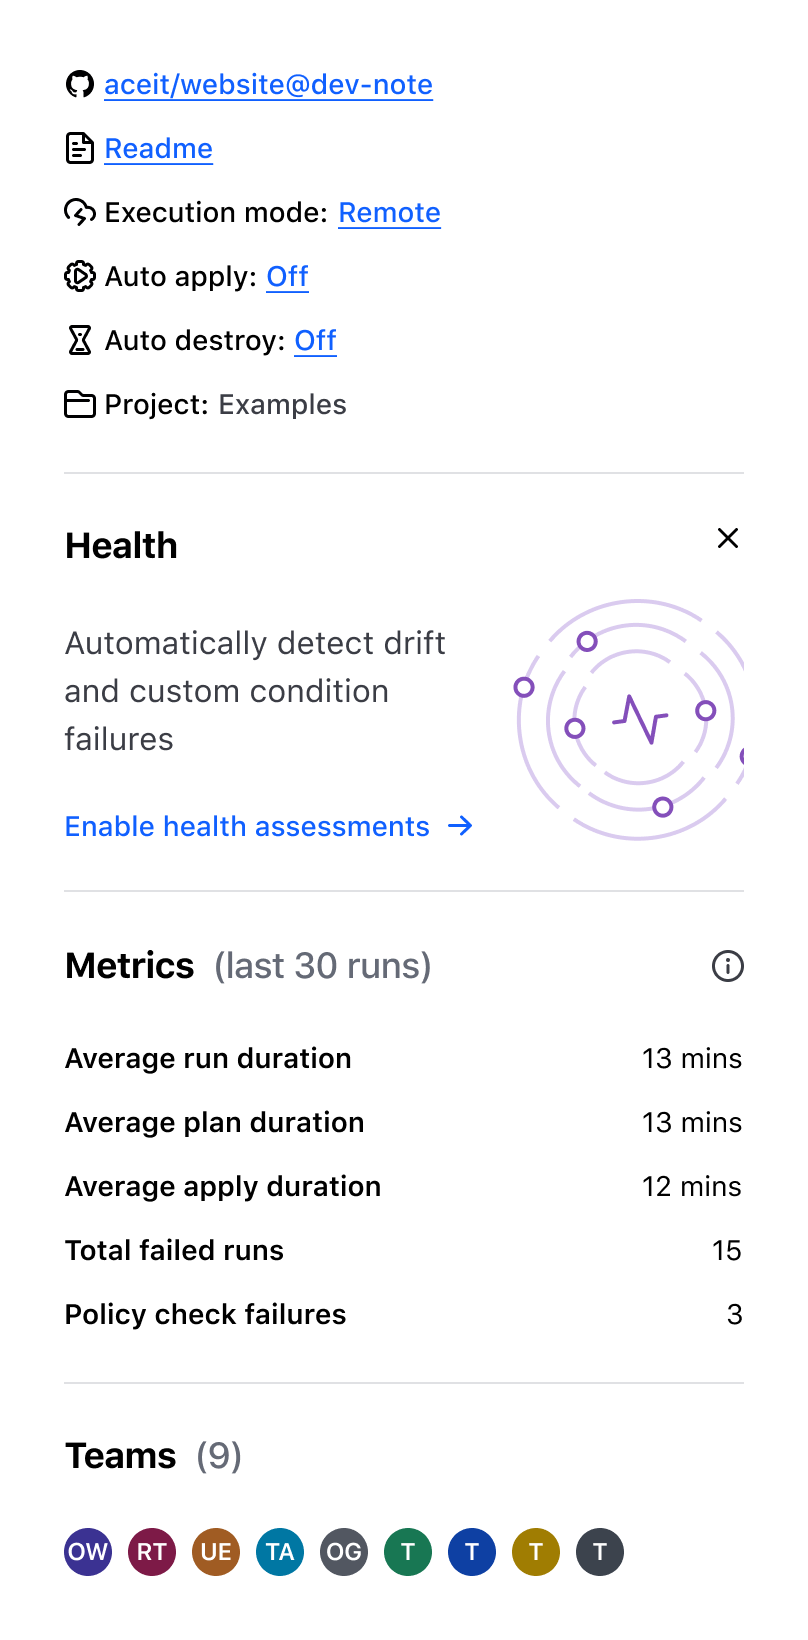 aceit/website@dev-note
Readme
Execution mode: Remote
Auto apply: Off
Auto destroy: Off
Project: Examples
Health
Automatically detect drift
and custom condition
failures
Enable health assessments
Metrics (last 30 runs)
Average run duration 13 mins
Average plan duration 13 mins
Average apply duration 12 mins
Total failed runs 15
Policy check failures 3
Teams (9)
OW RT UE TA OG T T T T